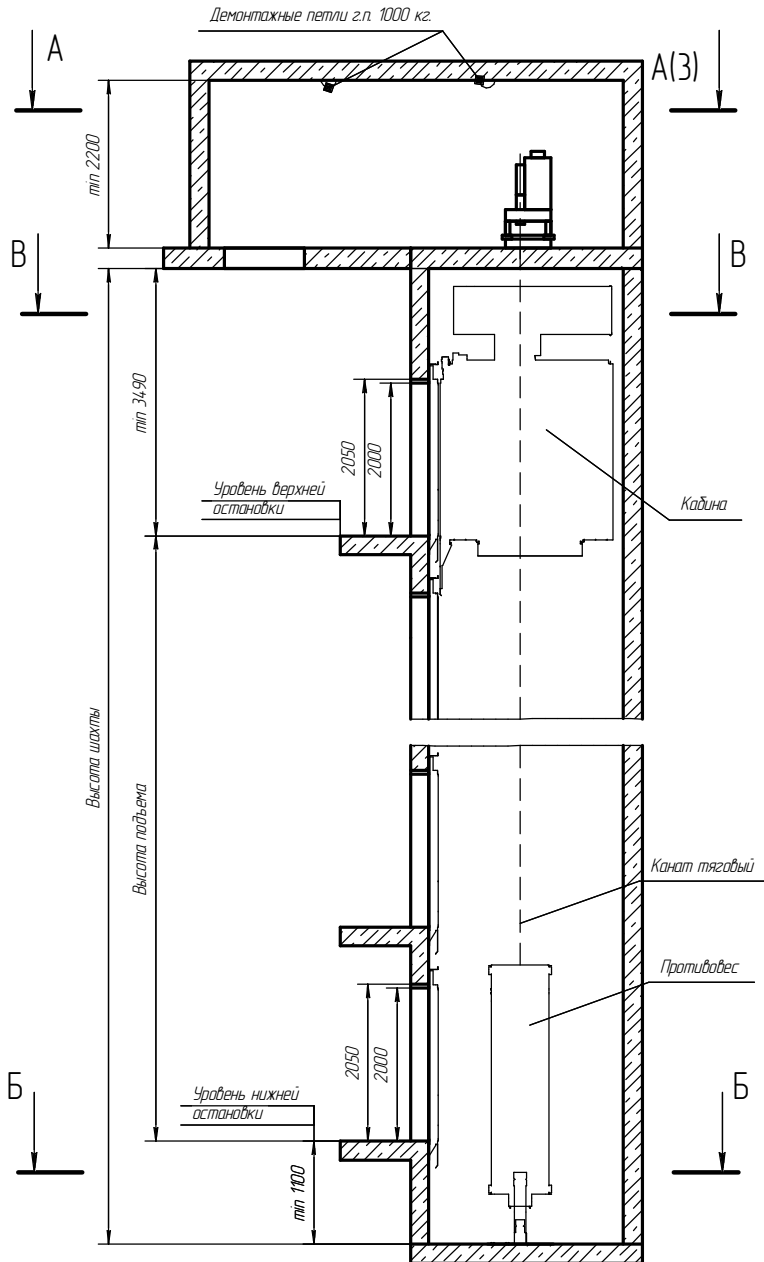 Демонтажные петли г.п. 1000 кг.
А
А(3)
min 2200
В
В
min 3490
2050
2000
Уровень верхней
остановки
Кабина
Высота шахты
Высота подъема
Канат тяговый
Противовес
2050
2000
Уровень нижней
остановки
Б
Б
min 1100